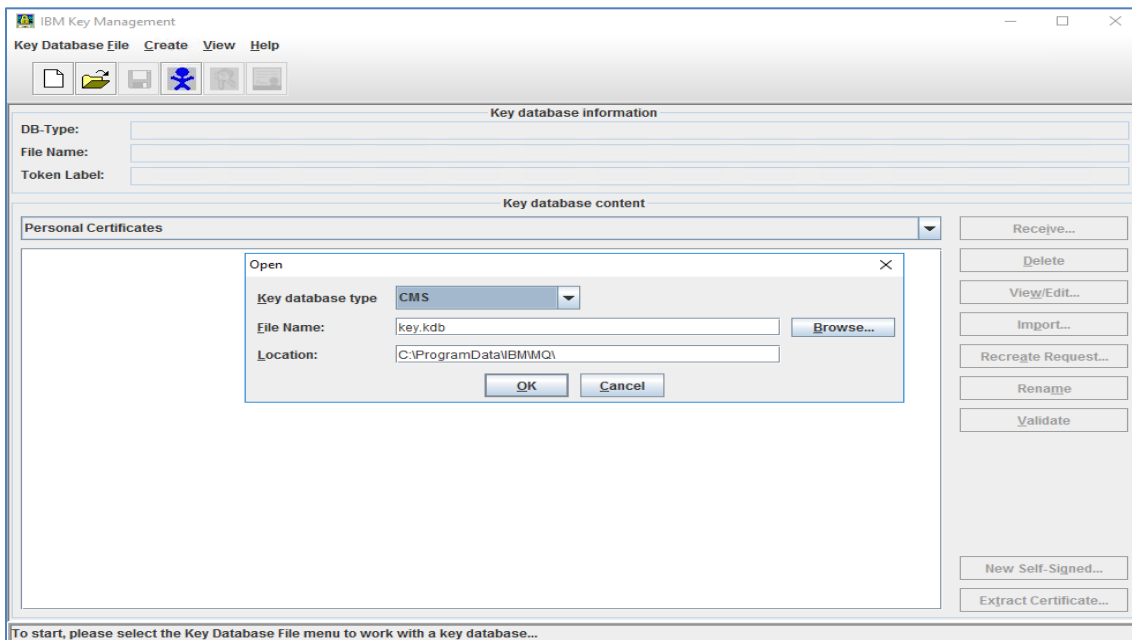 IBM Key Management
Key Database File Create View Help
Key database information
DB-Type:
File Name:
Token Label:
Key database content
Personal Certificates
Receive...
Delete
View/Edit...
Import...
Recreate Request...
Rename
Validate
New Self-Signed...
Extract Certificate...
Open
Key database type CMS
File Name: key.kdb Browse...
Location: C:\ProgramData\IBM\MQ\
OK Cancel
To start, please select the Key Database File menu to work with a key database...